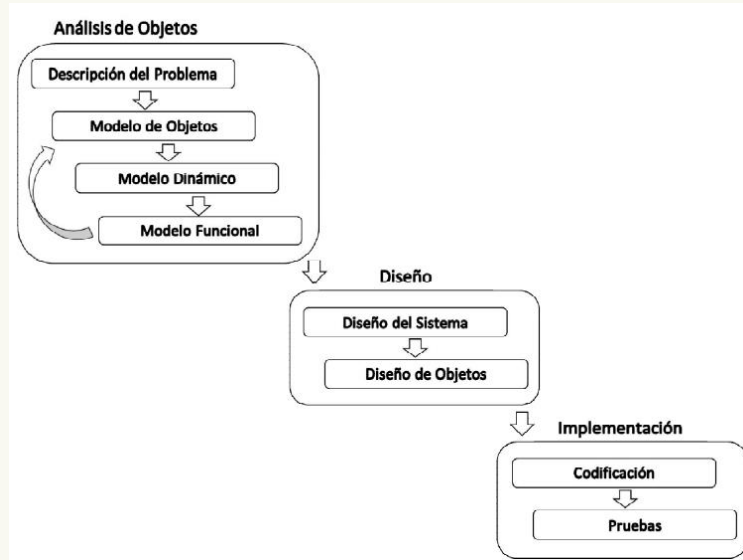 Análisis de Objetos
Descripción del Problema
Modelo de Objetos
Modelo Dinámico
Modelo Funcional
Diseño
Diseño del Sistema
Diseño de Objetos
Implementación
Codificación
Pruebas